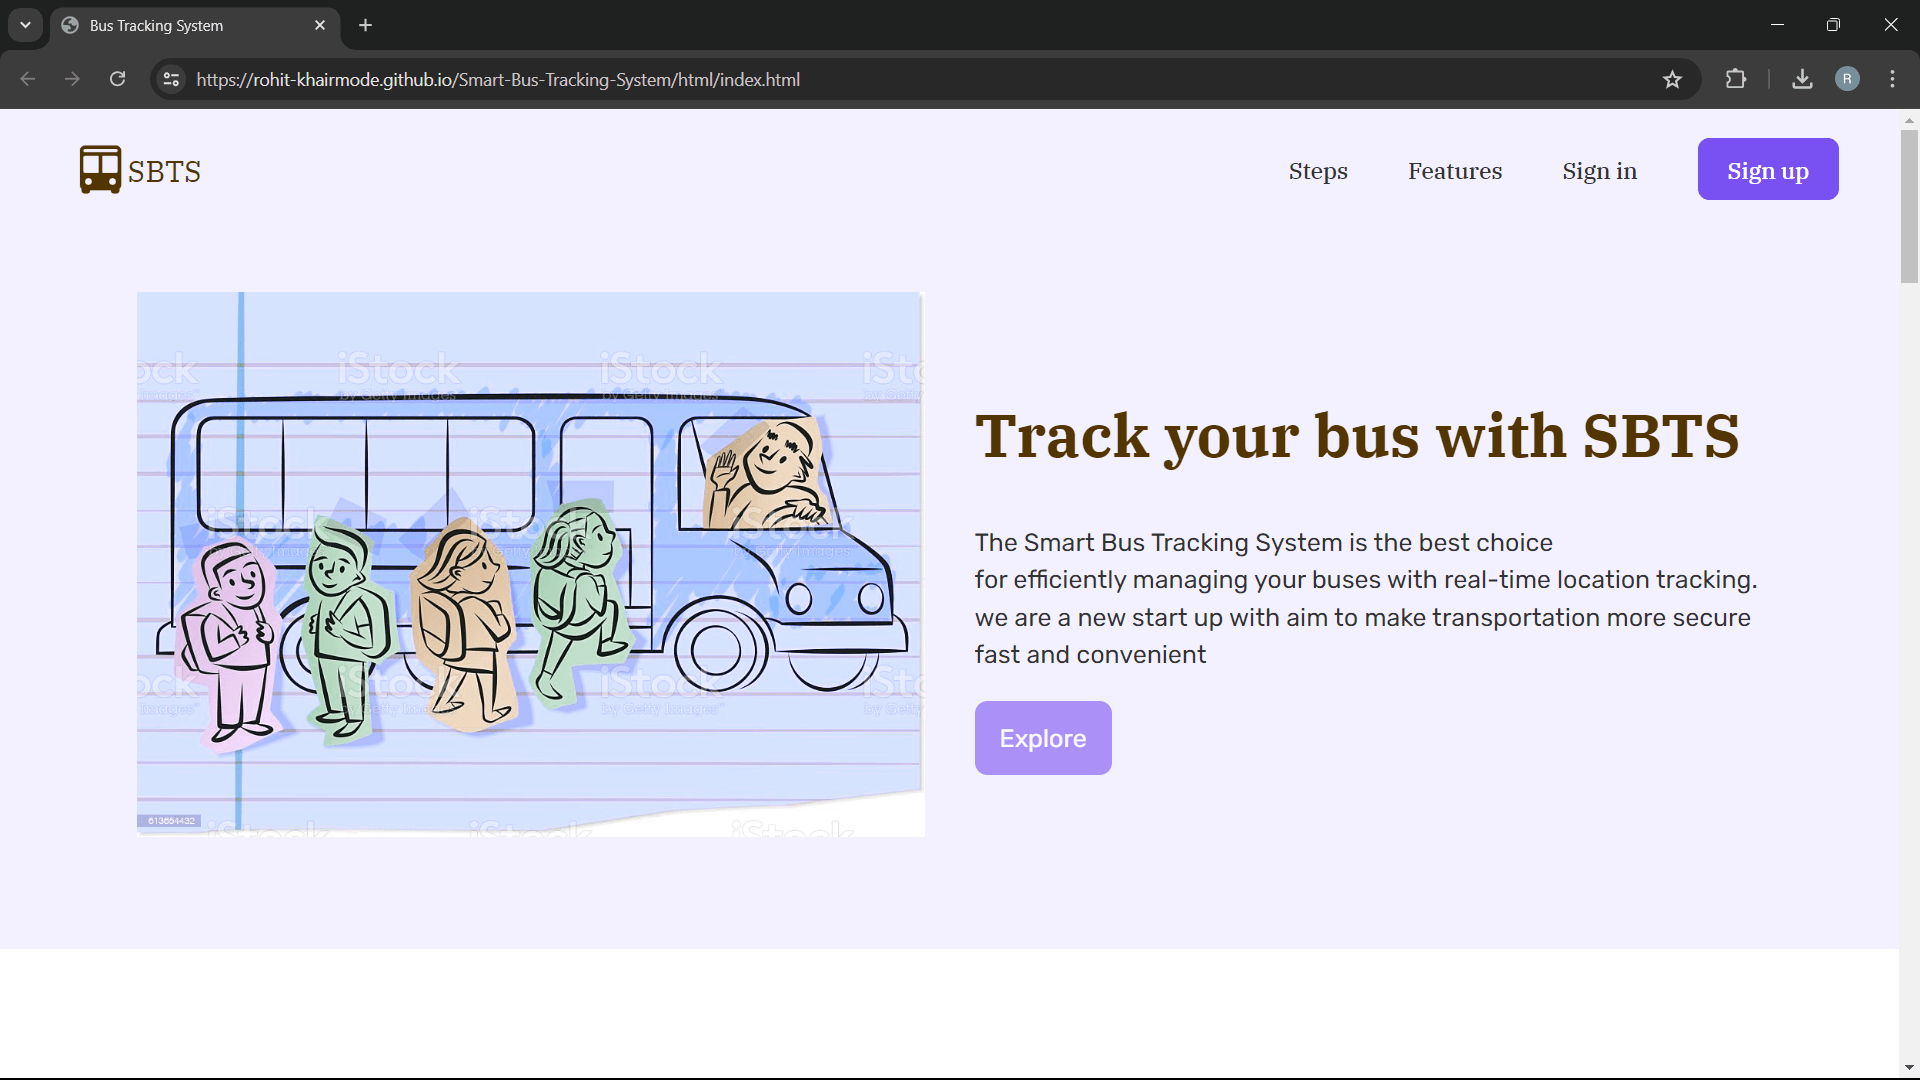 Bus Tracking System
https://rohit-khairmode.github.io/Smart-Bus-Tracking-System/html/index.html
R
SBTS
Steps
Features
Sign in
Sign up
iStock
by Getty Images™
613654432
Track your bus with SBTS
The Smart Bus Tracking System is the best choice
for efficiently managing your buses with real-time location tracking.
we are a new start up with aim to make transportation more secure
fast and convenient
Explore